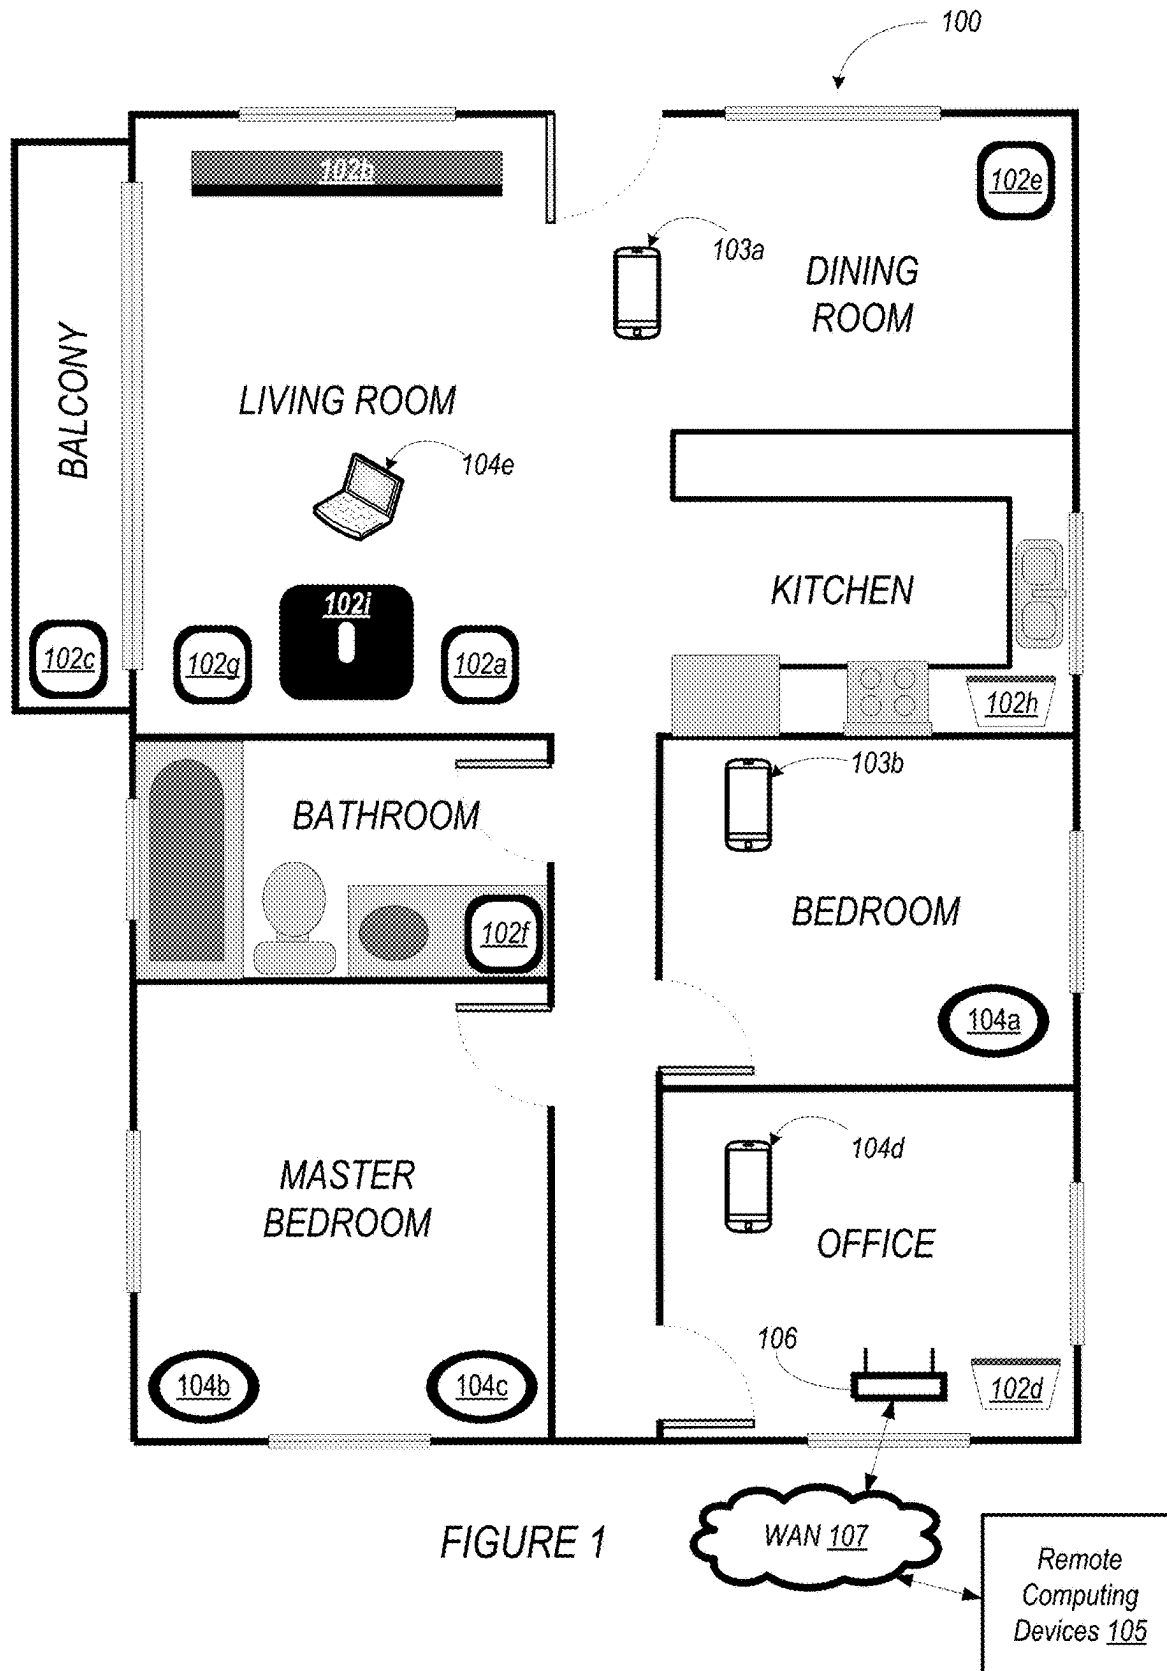 100
102b
102e
103a
DINING
ROOM
BALCONY
LIVING ROOM
104e
KITCHEN
102i
102c
102g
102a
102h
103b
BATHROOM
BEDROOM
102f
104a
104d
MASTER
BEDROOM
OFFICE
106
104b
104c
102d
FIGURE 1
WAN 107
Remote
Computing
Devices 105